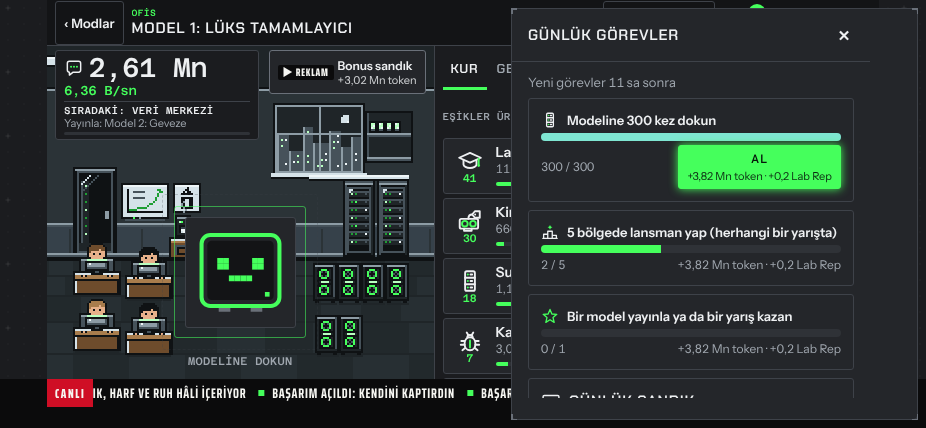 ‹ Modlar
OFİS
MODEL 1: LÜKS TAMAMLAYICI
2,61 Mn
6,36 B/sn
SIRADAKİ: VERİ MERKEZİ
Yayınla: Model 2: Geveze
REKLAM
Bonus sandık
+3,02 Mn token
MODELİNE DOKUN
KUR
EŞİKLER
41
30
18
7
GÜNLÜK GÖREVLER
×
Yeni görevler 11 sa sonra
Modeline 300 kez dokun
300 / 300
AL
+3,82 Mn token · +0,2 Lab Rep
5 bölgede lansman yap (herhangi bir yarışta)
2 / 5
+3,82 Mn token · +0,2 Lab Rep
Bir model yayınla ya da bir yarış kazan
0 / 1
+3,82 Mn token · +0,2 Lab Rep
GÜNLÜK SANDIK
CANLI
HARF VE RUH HÂLİ İÇERİYOR ■ BAŞARIM AÇILDI: KENDİNİ KAPTIRDIN ■